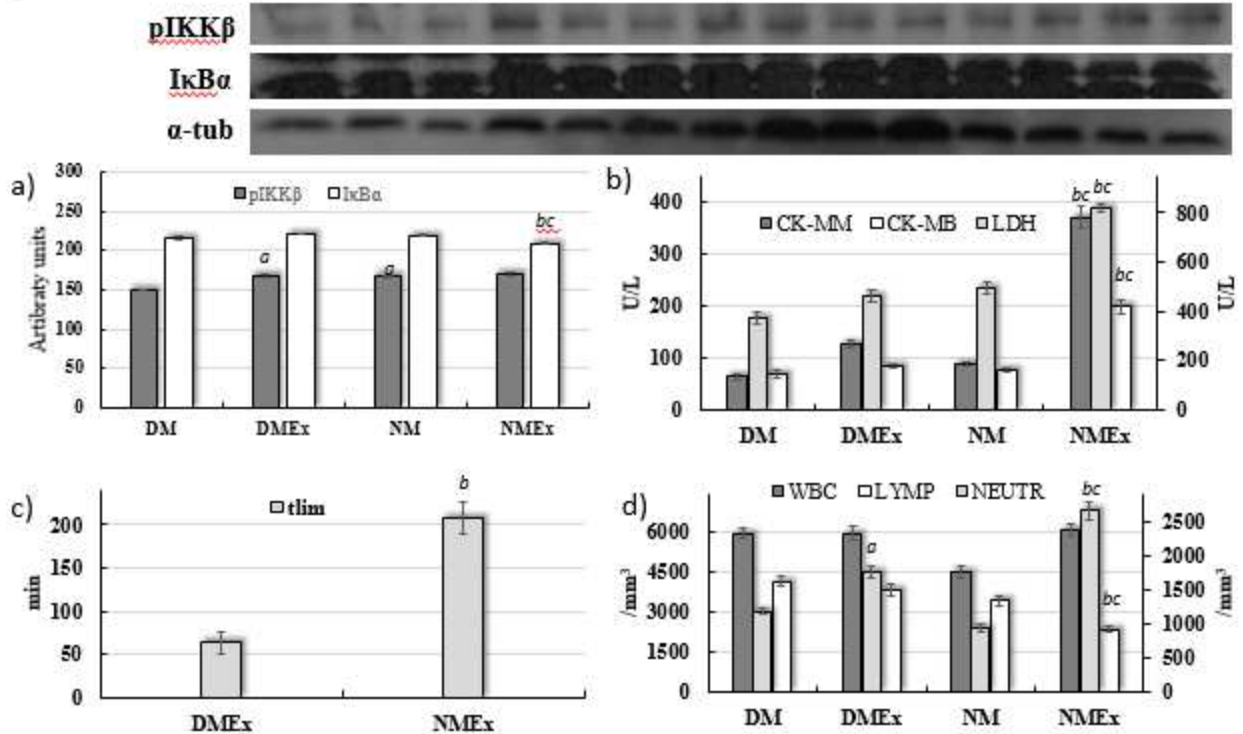 pIKKβ
IκBα
α-tub
a)
pIKKβ IκBα
Artibraty units
300
250
200
150
100
50
0
a
a
bc
DM DMEx NM NMEx
b)
CK-MM CK-MB LDH
U/L
400
300
200
100
0
bc bc
bc
800
600
400
200
0
U/L
DM DMEx NM NMEx
c)
tlim
min
200
150
100
50
0
b
DMEx NMEx
d)
WBC LYMP NEUTR
/mm³
6000
4500
3000
1500
0
a
bc
bc
2500
2000
1500
1000
500
0
/mm³
DM DMEx NM NMEx